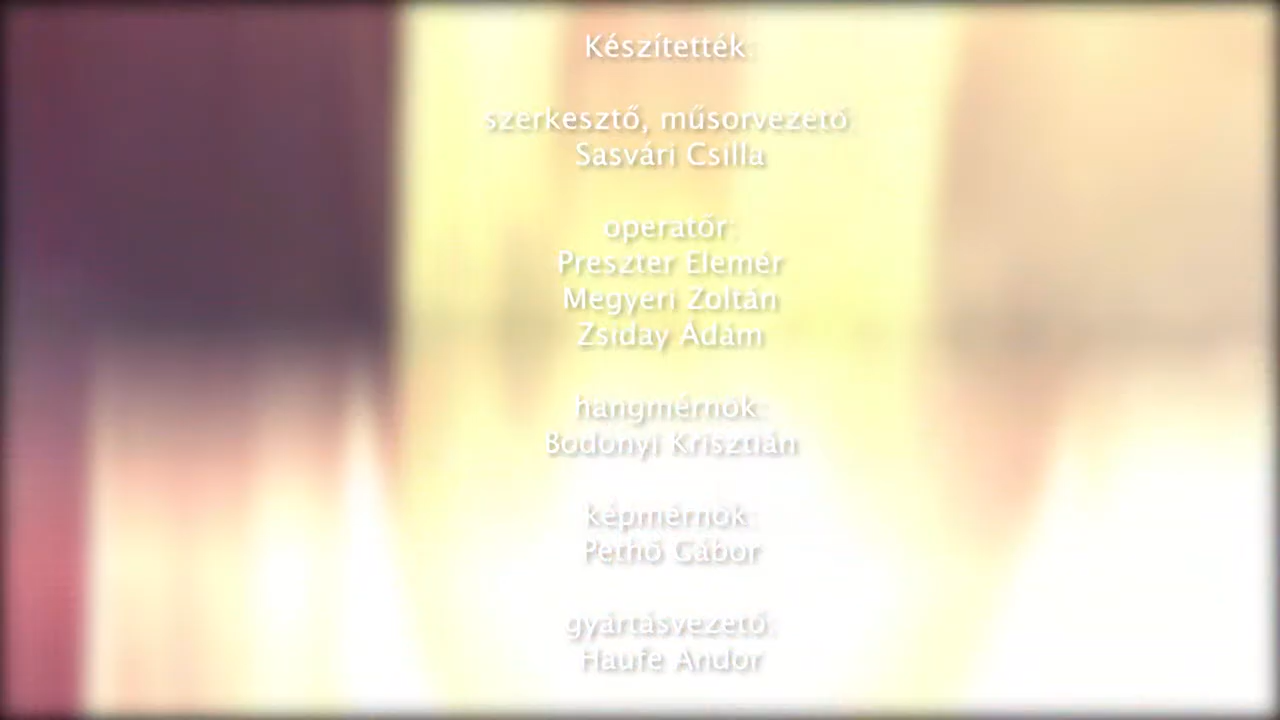 Készítették:
szerkesztő, műsorvezető
Sasvári Csilla
operatőr:
Preszter Elemér
Megyeri Zoltán
Zsiday Ádám
hangmérnök:
Bodonyi Krisztián
képmérnök:
Pethő Gábor
gyártásvezető:
Haufe Andor